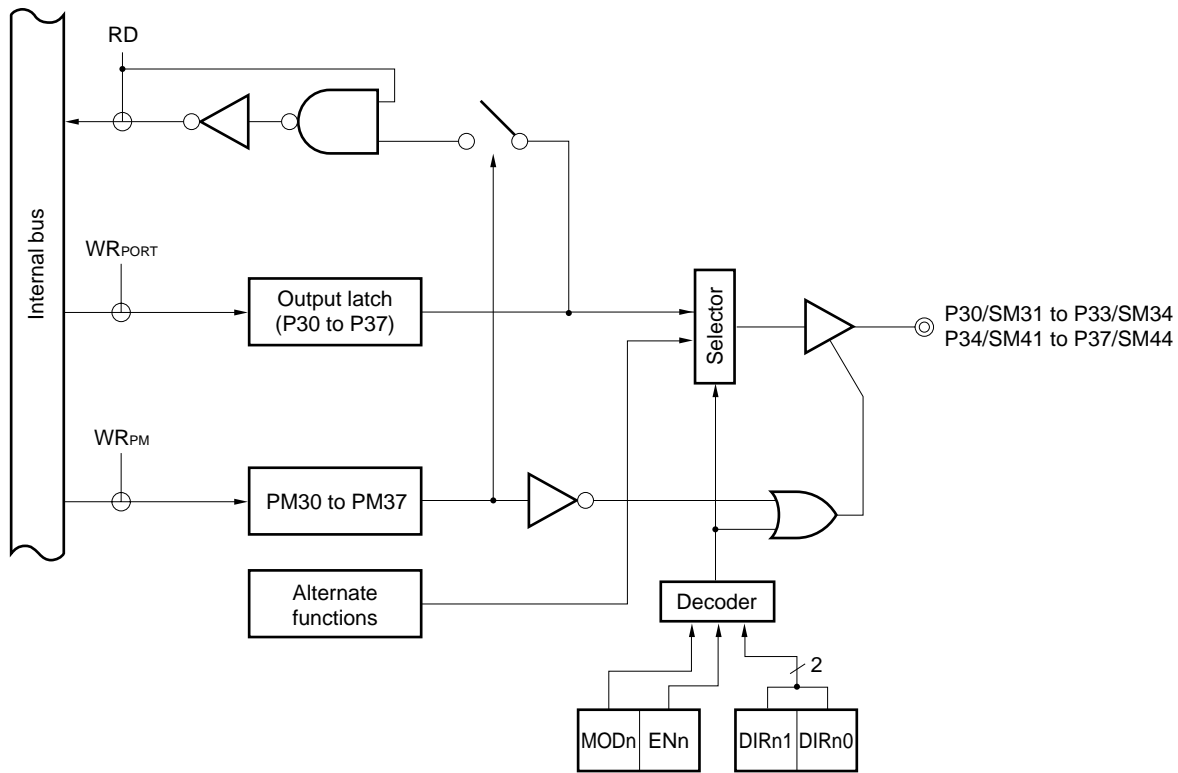 RD
Internal bus
WRPORT
Output latch
(P30 to P37)
Selector
P30/SM31 to P33/SM34
P34/SM41 to P37/SM44
WRPM
PM30 to PM37
Alternate
functions
Decoder
2
MODn ENn DIRn1 DIRn0